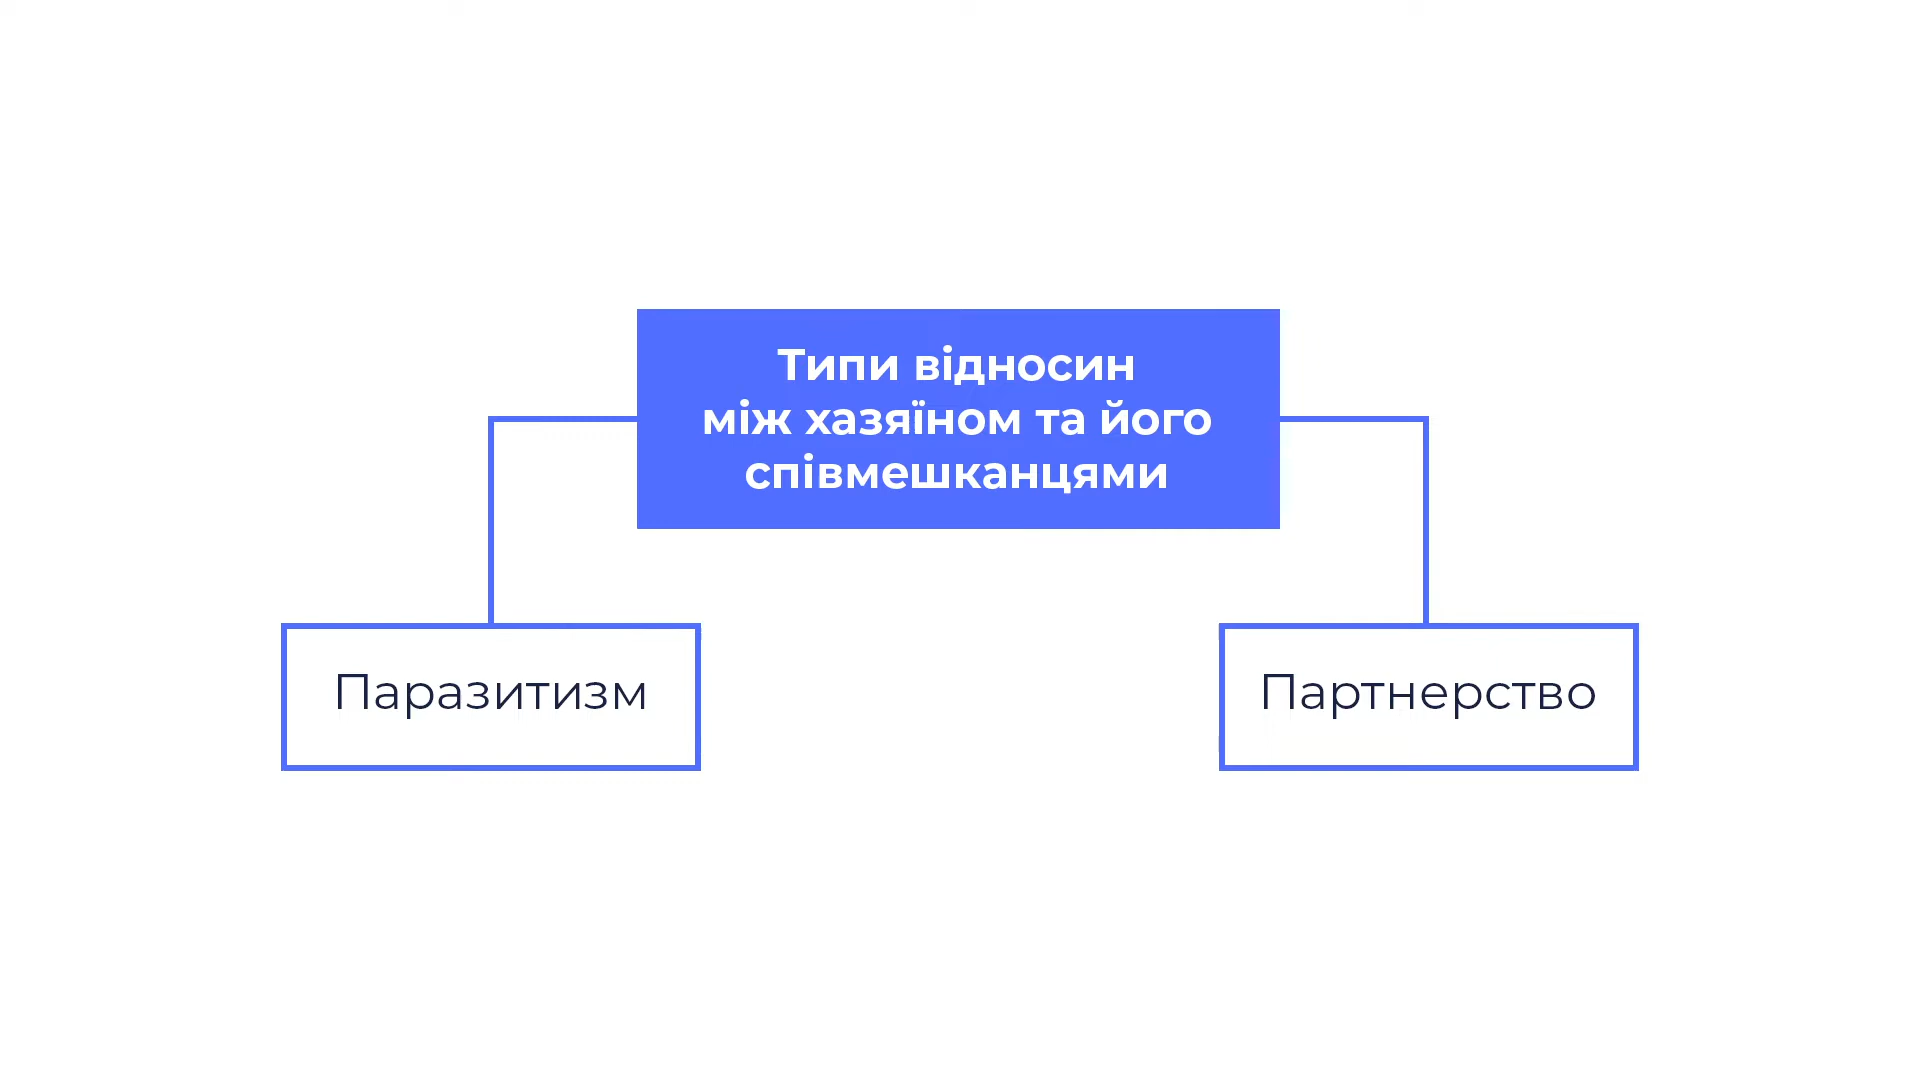 Типи відносин
між хазяїном та його
співмешканцями
Паразитизм
Партнерство